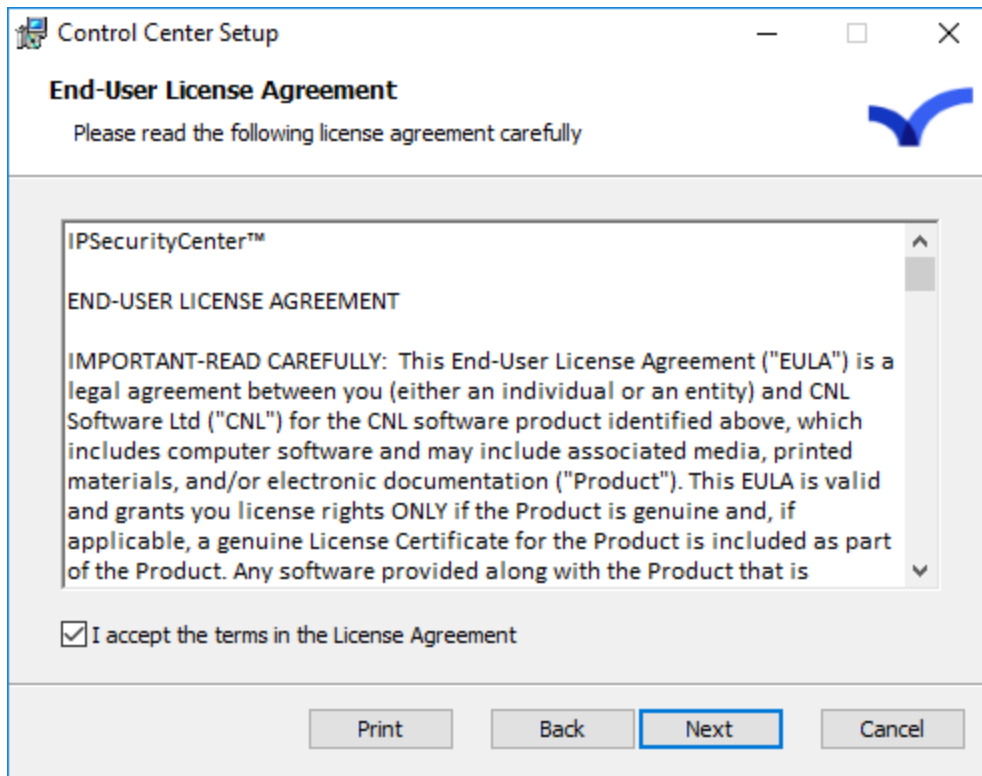 Control Center Setup
End-User License Agreement
Please read the following license agreement carefully
IPSecurityCenter™
END-USER LICENSE AGREEMENT
IMPORTANT-READ CAREFULLY:  This End-User License Agreement ("EULA") is a
legal agreement between you (either an individual or an entity) and CNL
Software Ltd ("CNL") for the CNL software product identified above, which
includes computer software and may include associated media, printed
materials, and/or electronic documentation ("Product"). This EULA is valid
and grants you license rights ONLY if the Product is genuine and, if
applicable, a genuine License Certificate for the Product is included as part
of the Product. Any software provided along with the Product that is
I accept the terms in the License Agreement
Print Back Next Cancel